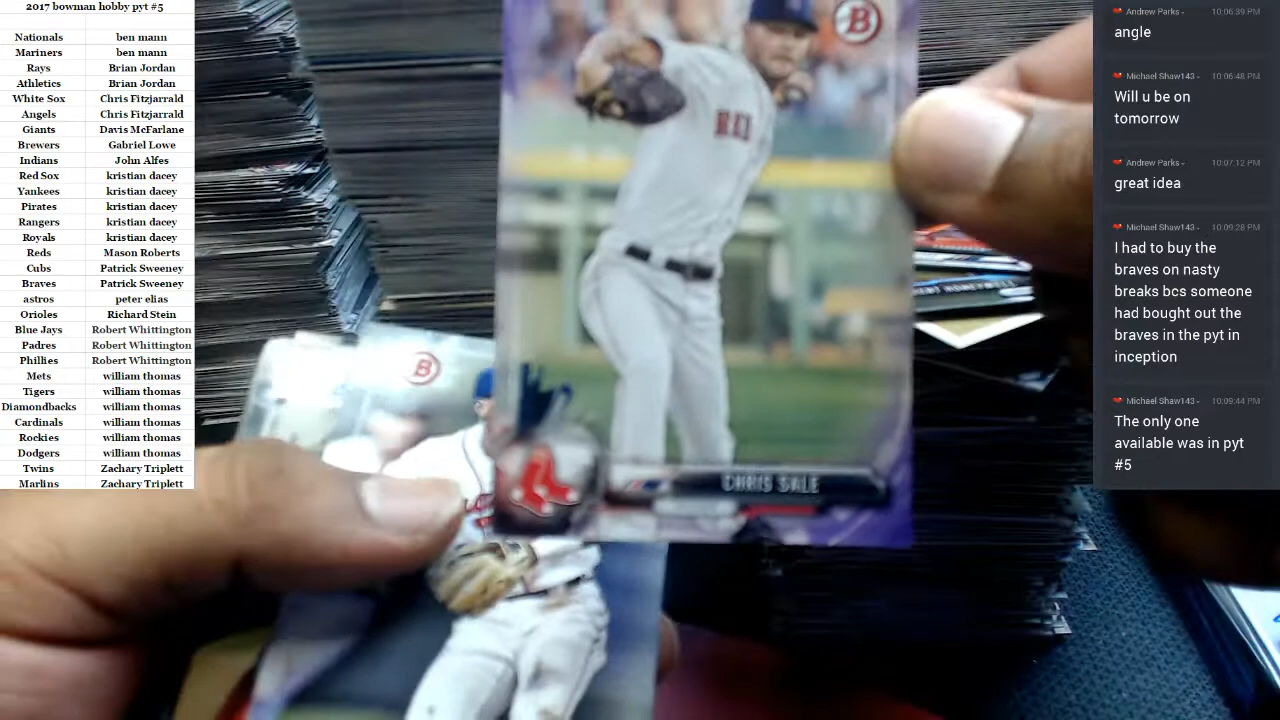 2017 bowman hobby pyt #5
Nationals ben mann
Mariners ben mann
Rays Brian Jordan
Athletics Brian Jordan
White Sox Chris Fitzjarrald
Angels Chris Fitzjarrald
Giants Davis McFarlane
Brewers Gabriel Lowe
Indians John Alfes
Red Sox kristian dacey
Yankees kristian dacey
Pirates kristian dacey
Rangers kristian dacey
Royals kristian dacey
Reds Mason Roberts
Cubs Patrick Sweeney
Braves Patrick Sweeney
astros peter elias
Orioles Richard Stein
Blue Jays Robert Whittington
Padres Robert Whittington
Phillies Robert Whittington
Mets william thomas
Tigers william thomas
Diamondbacks william thomas
Cardinals william thomas
Rockies william thomas
Dodgers william thomas
Twins Zachary Triplett
Marlins Zachary Triplett
B
RED
CHRIS SALE
B
Andrew Parks - 10:06:39 PM
angle
Michael Shaw143 - 10:06:48 PM
Will u be on
tomorrow
Andrew Parks - 10:07:12 PM
great idea
Michael Shaw143 - 10:09:28 PM
I had to buy the
braves on nasty
breaks bcs someone
had bought out the
braves in the pyt in
inception
Michael Shaw143 - 10:09:44 PM
The only one
available was in pyt
#5